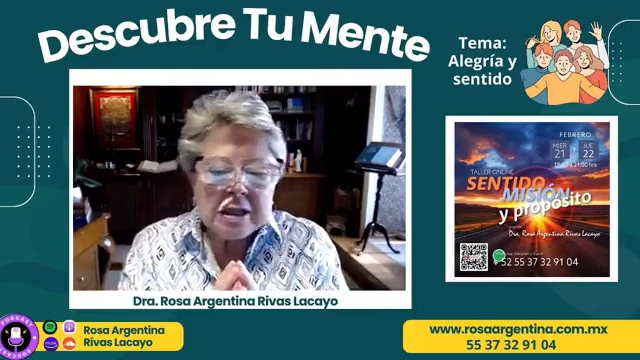 Descubre Tu Mente
Tema:
Alegría y
sentido
FEBRERO
MIER JUE
21 22
TALLER ONLINE
SENTIDO,
MISIÓN
y propósito
Dra. Rosa Argentina Rivas Lacayo
+ 52 55 37 32 91 04
Dra. Rosa Argentina Rivas Lacayo
PODCAST
Rosa Argentina
Rivas Lacayo
www.rosaargentina.com.mx
55 37 32 91 04